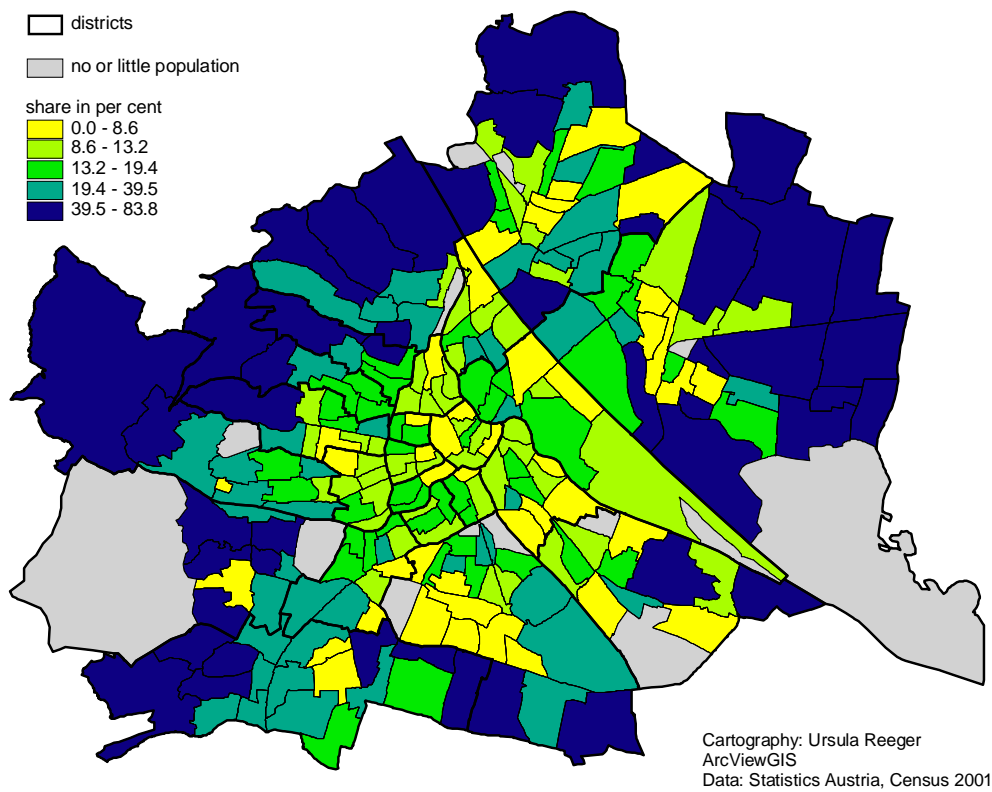 districts
no or little population
share in per cent
0.0 - 8.6
8.6 - 13.2
13.2 - 19.4
19.4 - 39.5
39.5 - 83.8
Cartography: Ursula Reeger
ArcViewGIS
Data: Statistics Austria, Census 2001